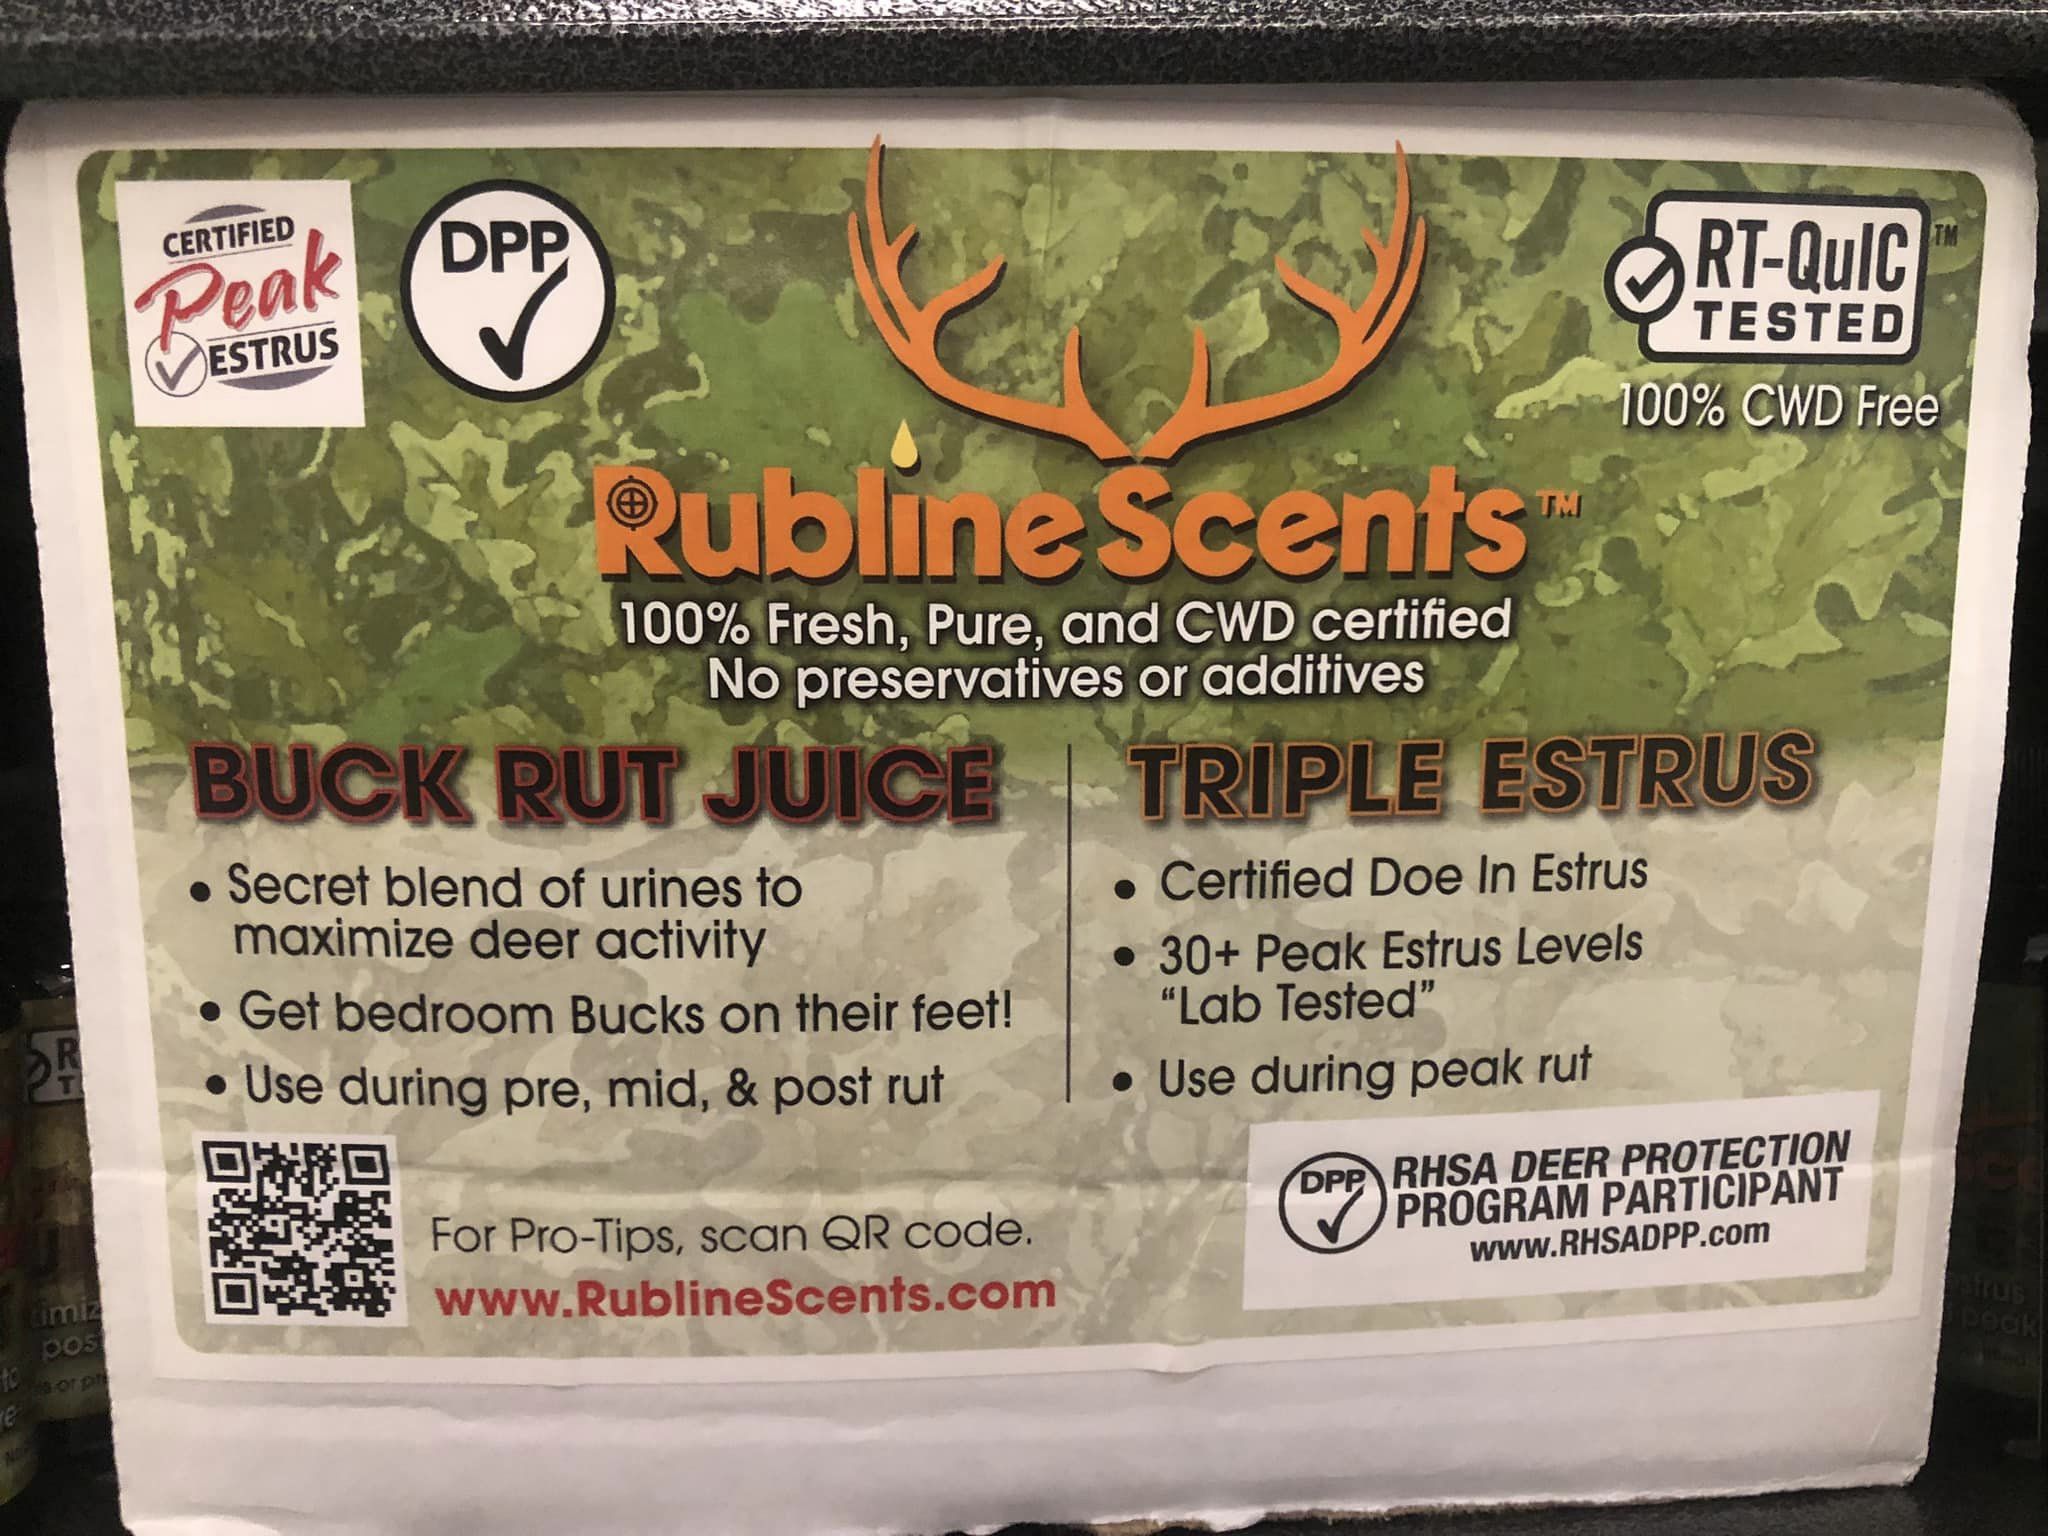 CERTIFIED
Peak
ESTRUS
DPP
RT-QuIC™
TESTED
100% CWD Free
RublineScents™
100% Fresh, Pure, and CWD certified
No preservatives or additives
BUCK RUT JUICE
• Secret blend of urines to
maximize deer activity
• Get bedroom Bucks on their feet!
• Use during pre, mid, & post rut
TRIPLE ESTRUS
• Certified Doe In Estrus
• 30+ Peak Estrus Levels
"Lab Tested"
• Use during peak rut
For Pro-Tips, scan QR code.
www.RublineScents.com
DPP
RHSA DEER PROTECTION
PROGRAM PARTICIPANT
www.RHSADPP.com